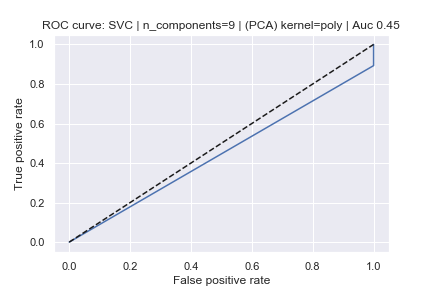 ROC curve: SVC | n_components=9 | (PCA) kernel=poly | Auc 0.45
1.0
0.8
0.6
0.4
0.2
0.0
True positive rate
0.0 0.2 0.4 0.6 0.8 1.0
False positive rate